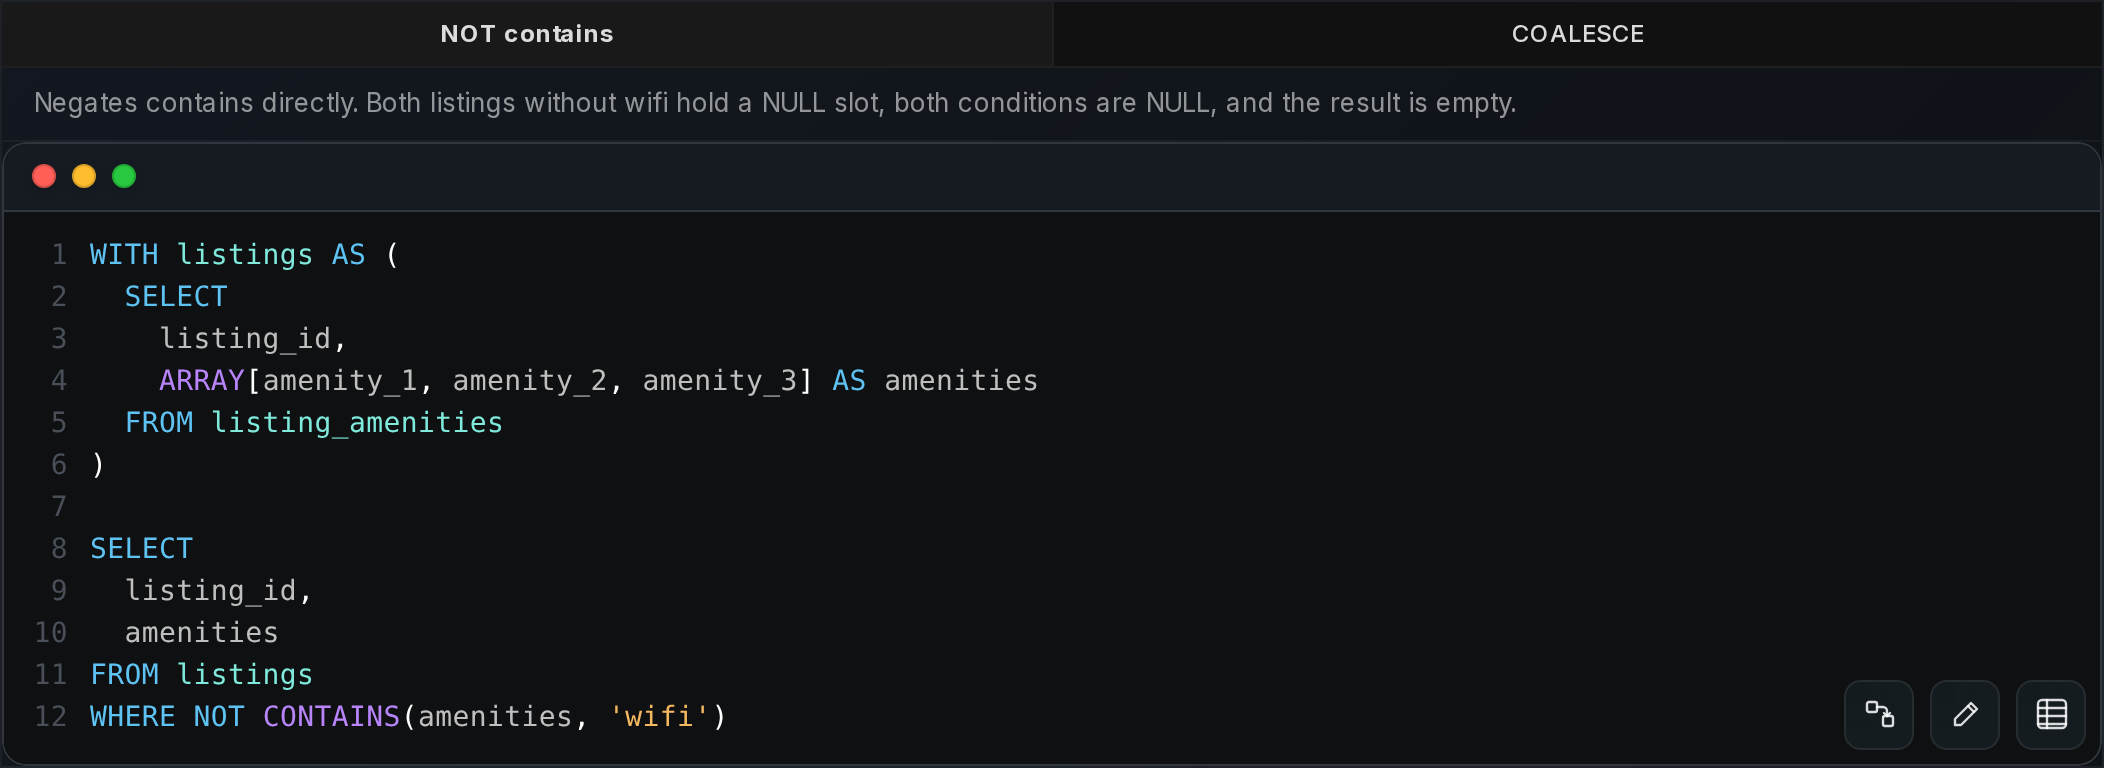 NOT contains
COALESCE
Negates contains directly. Both listings without wifi hold a NULL slot, both conditions are NULL, and the result is empty.
1 WITH listings AS (
2   SELECT
3     listing_id,
4     ARRAY[amenity_1, amenity_2, amenity_3] AS amenities
5   FROM listing_amenities
6 )
7
8 SELECT
9   listing_id,
10   amenities
11 FROM listings
12 WHERE NOT CONTAINS(amenities, 'wifi')